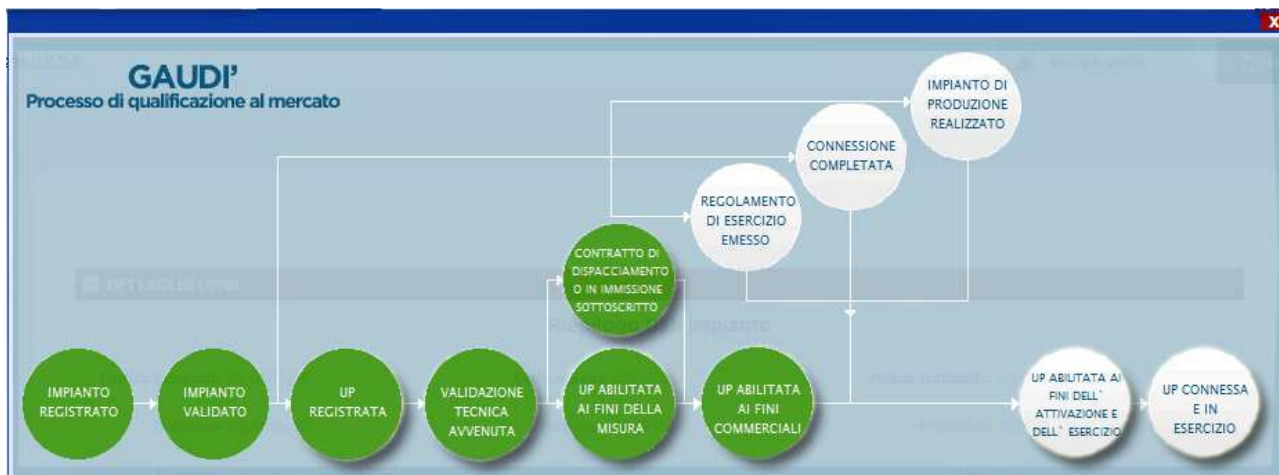 X
GAUDI'
Processo di qualificazione al mercato
IMPIANTO DI
PRODUZIONE
REALIZZATO
CONNESSIONE
COMPLETATA
REGOLAMENTO
DI ESERCIZIO
EMESSO
CONTRATTO DI
DISPACCIAMENTO
O IN IMMISSIONE
SOTTOSCRITTO
IMPIANTO
REGISTRATO
IMPIANTO
VALIDATO
UP
REGISTRATA
VALIDAZIONE
TECNICA
AVVENUTA
UP ABILITATA
AI FINI DELLA
MISURA
UP ABILITATA
AI FINI
COMMERCIALI
UP ABILITATA AI
FINI DELL`
ATTIVAZIONE E
DELL` ESERCIZIO
UP CONNESSA
E IN
ESERCIZIO